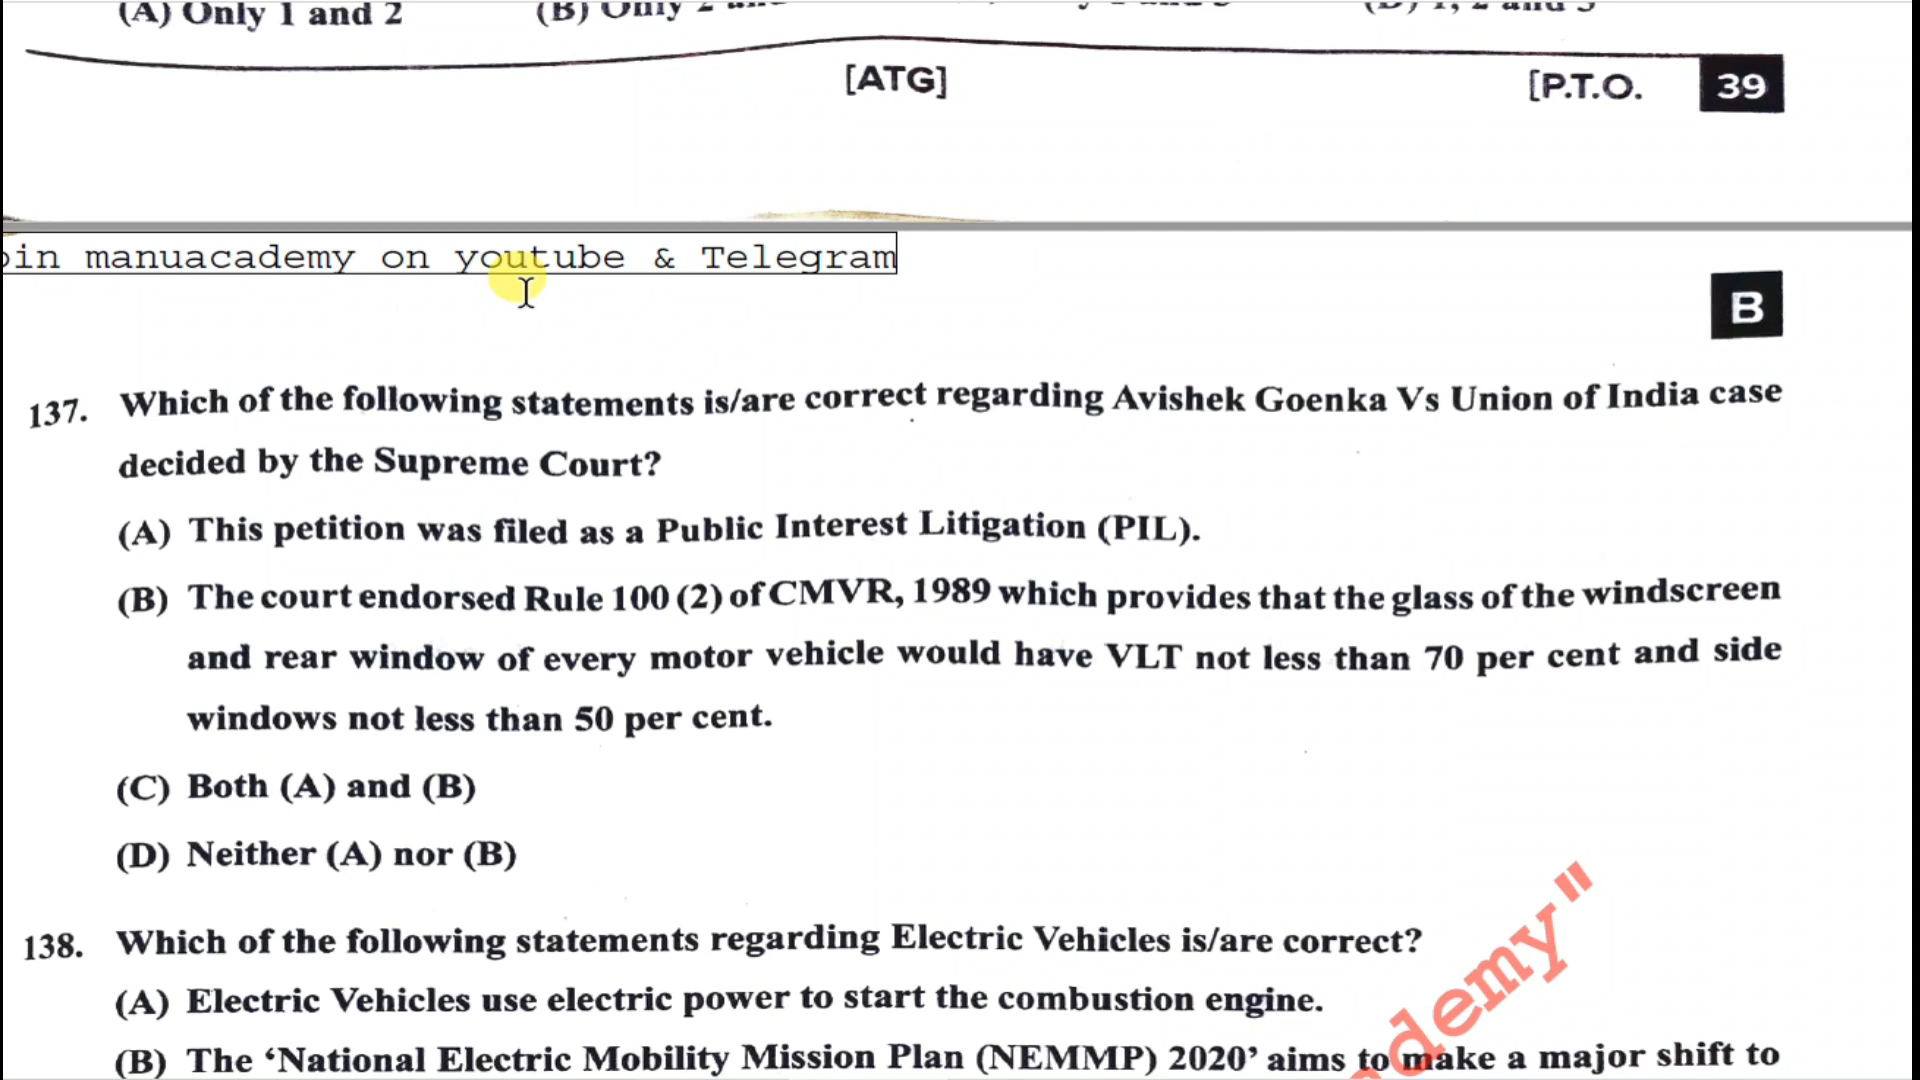 (A) Only 1 and 2 (B) Only 2
[ATG] [P.T.O. 39
in manuacademy on youtube & Telegram
B
137. Which of the following statements is/are correct regarding Avishek Goenka Vs Union of India case
decided by the Supreme Court?
(A) This petition was filed as a Public Interest Litigation (PIL).
(B) The court endorsed Rule 100 (2) of CMVR, 1989 which provides that the glass of the windscreen
and rear window of every motor vehicle would have VLT not less than 70 per cent and side
windows not less than 50 per cent.
(C) Both (A) and (B)
(D) Neither (A) nor (B)
138. Which of the following statements regarding Electric Vehicles is/are correct?
(A) Electric Vehicles use electric power to start the combustion engine.
(B) The ‘National Electric Mobility Mission Plan (NEMMP) 2020’ aims to make a major shift to
demy"